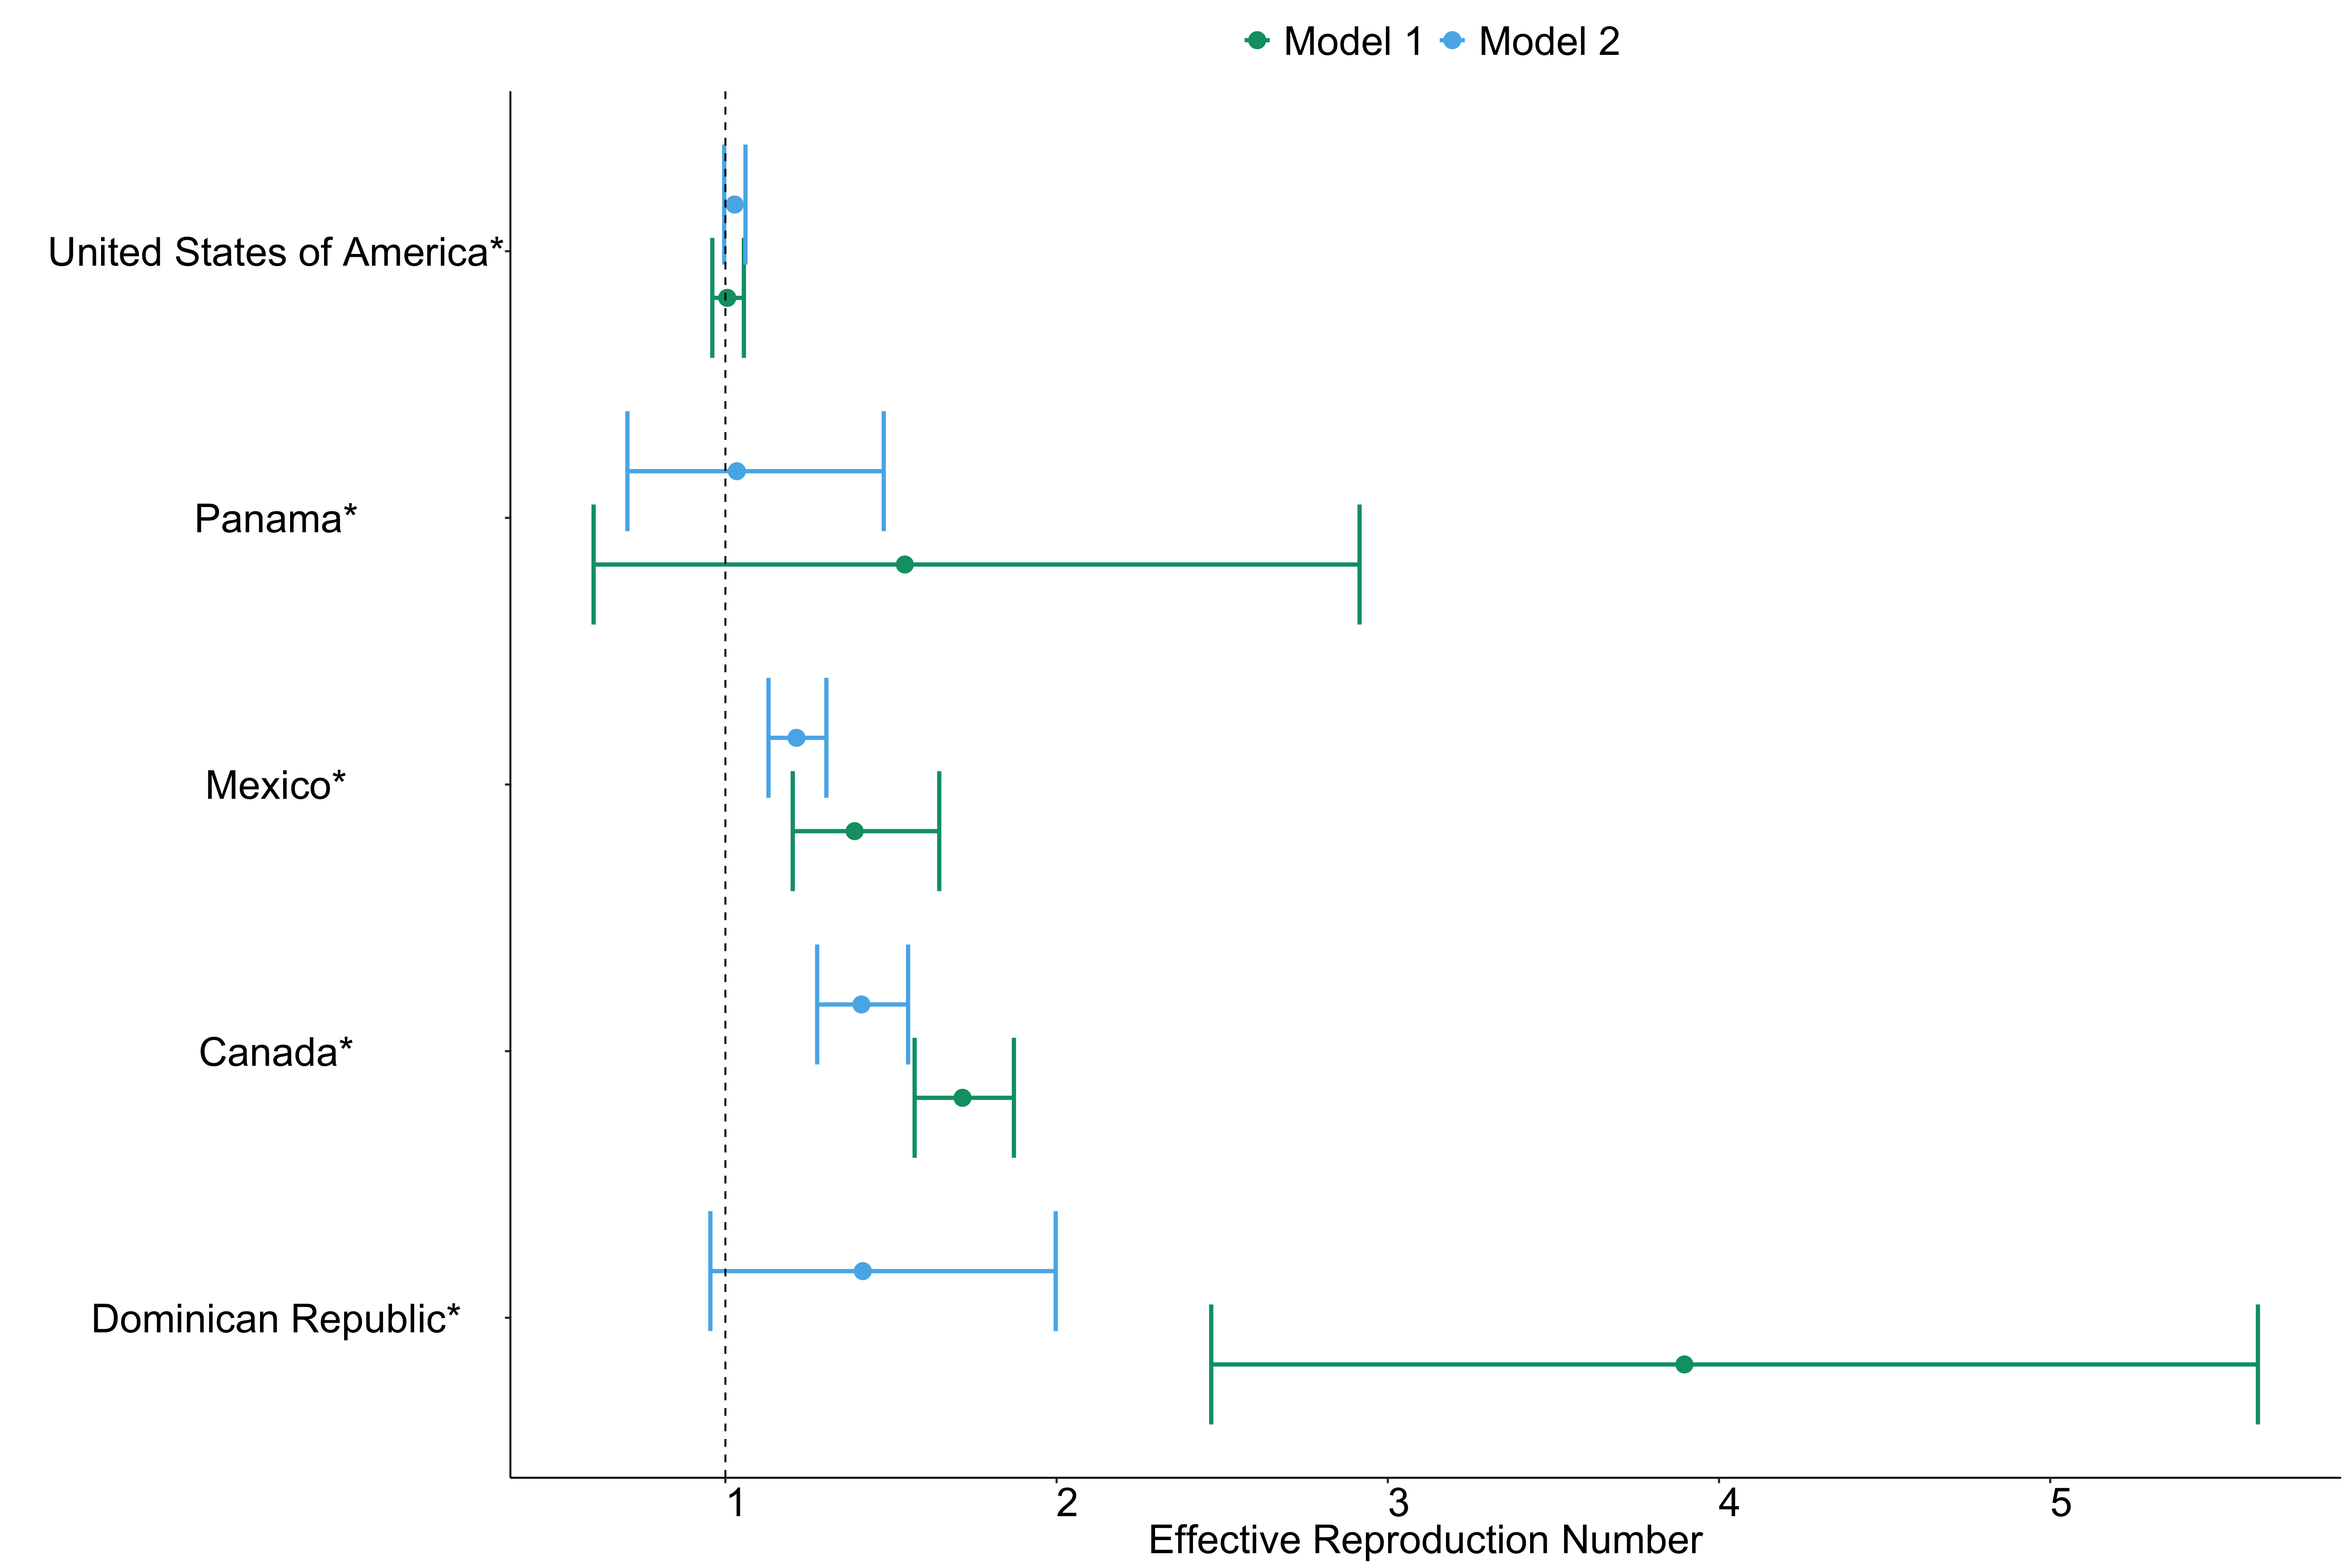 Model 1 Model 2
United States of America*
Panama*
Mexico*
Canada*
Dominican Republic*
1 2 3 4 5
Effective Reproduction Number